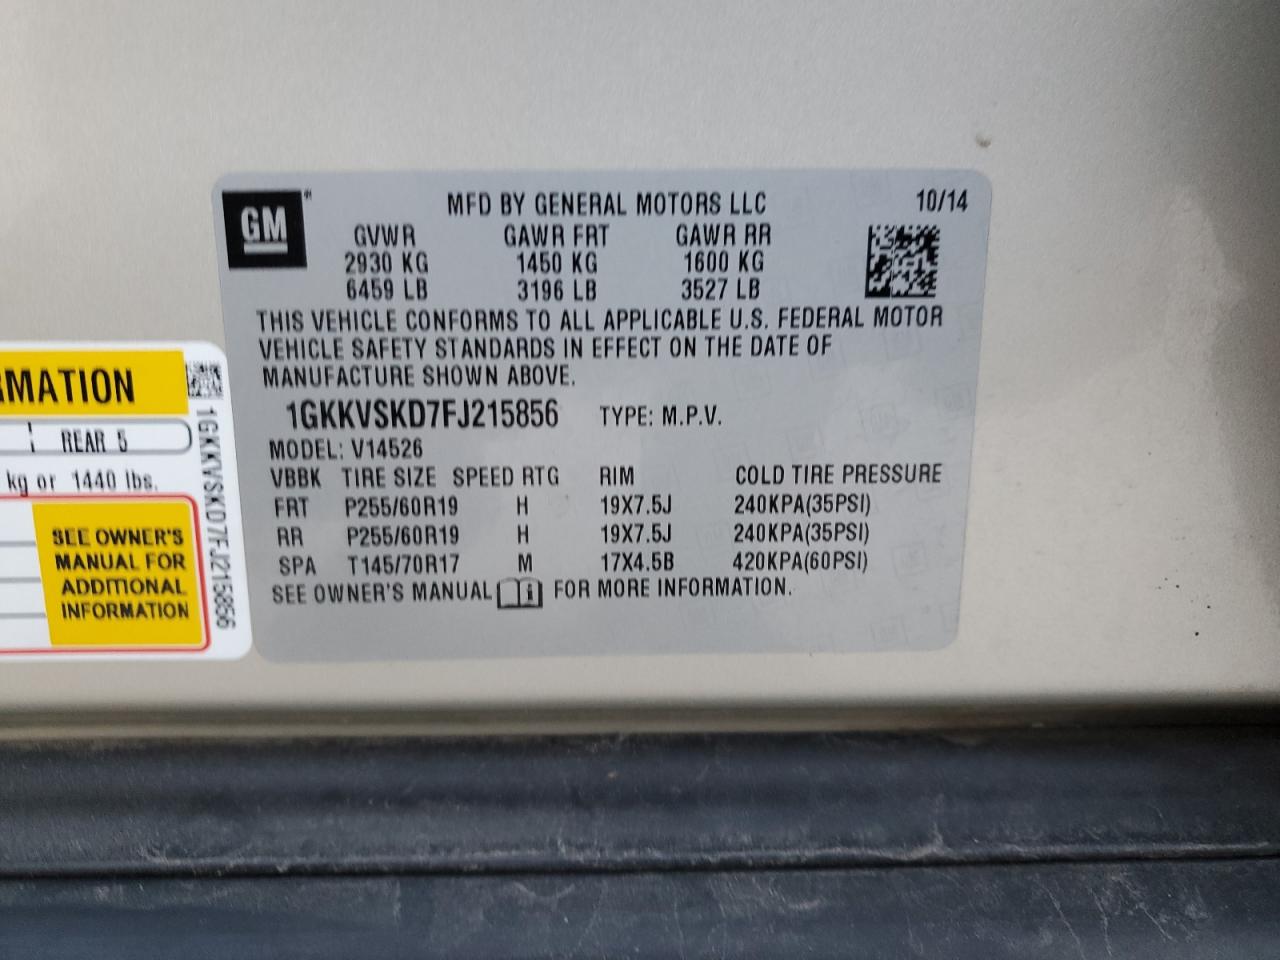 GM
MFD BY GENERAL MOTORS LLC 10/14
GVWR GAWR FRT GAWR RR
2930 KG 1450 KG 1600 KG
6459 LB 3196 LB 3527 LB
THIS VEHICLE CONFORMS TO ALL APPLICABLE U.S. FEDERAL MOTOR
VEHICLE SAFETY STANDARDS IN EFFECT ON THE DATE OF
MANUFACTURE SHOWN ABOVE.
1GKKVSKD7FJ215856 TYPE: M.P.V.
MODEL: V14526
VBBK TIRE SIZE SPEED RTG RIM COLD TIRE PRESSURE
FRT P255/60R19 H 19X7.5J 240KPA(35PSI)
RR P255/60R19 H 19X7.5J 240KPA(35PSI)
SPA T145/70R17 M 17X4.5B 420KPA(60PSI)
SEE OWNER'S MANUAL i FOR MORE INFORMATION.
RMATION
REAR 5
kg or 1440 lbs.
SEE OWNER'S
MANUAL FOR
ADDITIONAL
INFORMATION
1GKKVSKD7FJ215856